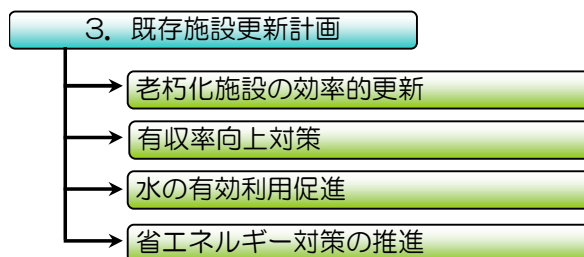 ３．既存施設更新計画
老朽化施設の効率的更新
有収率向上対策
水の有効利用促進
省エネルギー対策の推進